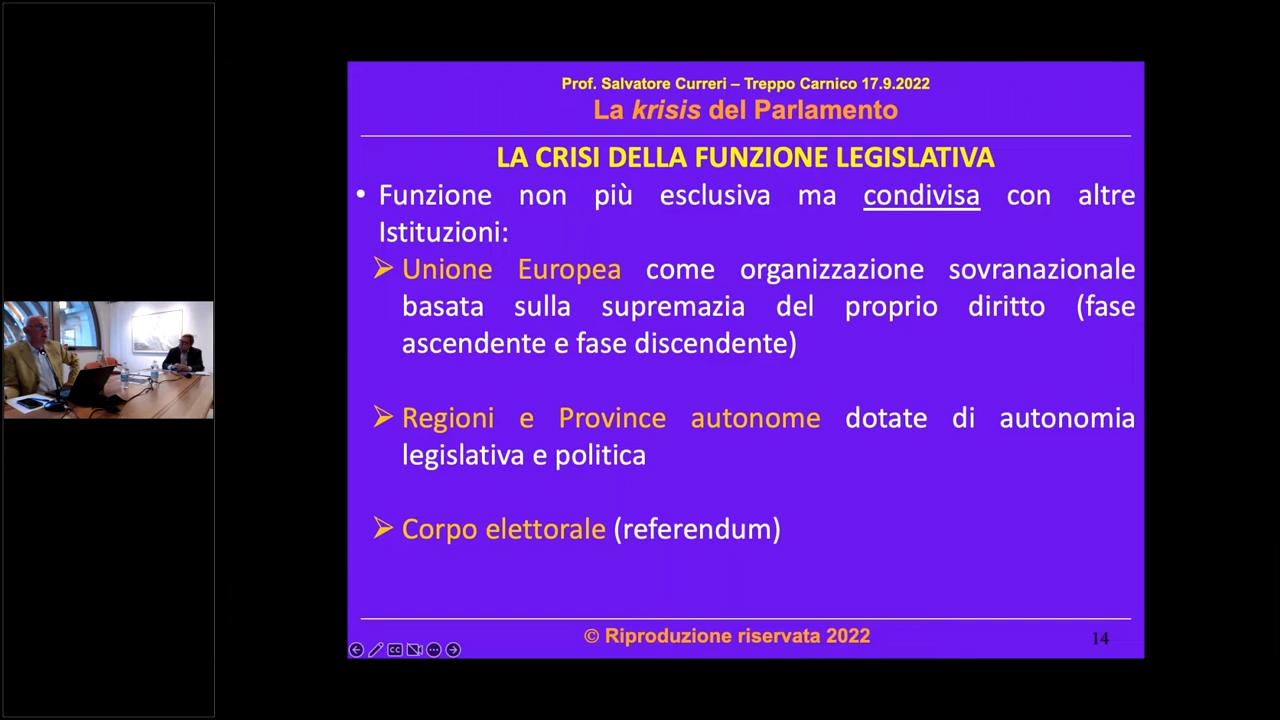 Prof. Salvatore Curreri – Treppo Carnico 17.9.2022
La krisis del Parlamento
LA CRISI DELLA FUNZIONE LEGISLATIVA
• Funzione non più esclusiva ma condivisa con altre
Istituzioni:
➢ Unione Europea come organizzazione sovranazionale
basata sulla supremazia del proprio diritto (fase
ascendente e fase discendente)
➢ Regioni e Province autonome dotate di autonomia
legislativa e politica
➢ Corpo elettorale (referendum)
© Riproduzione riservata 2022
14
CC